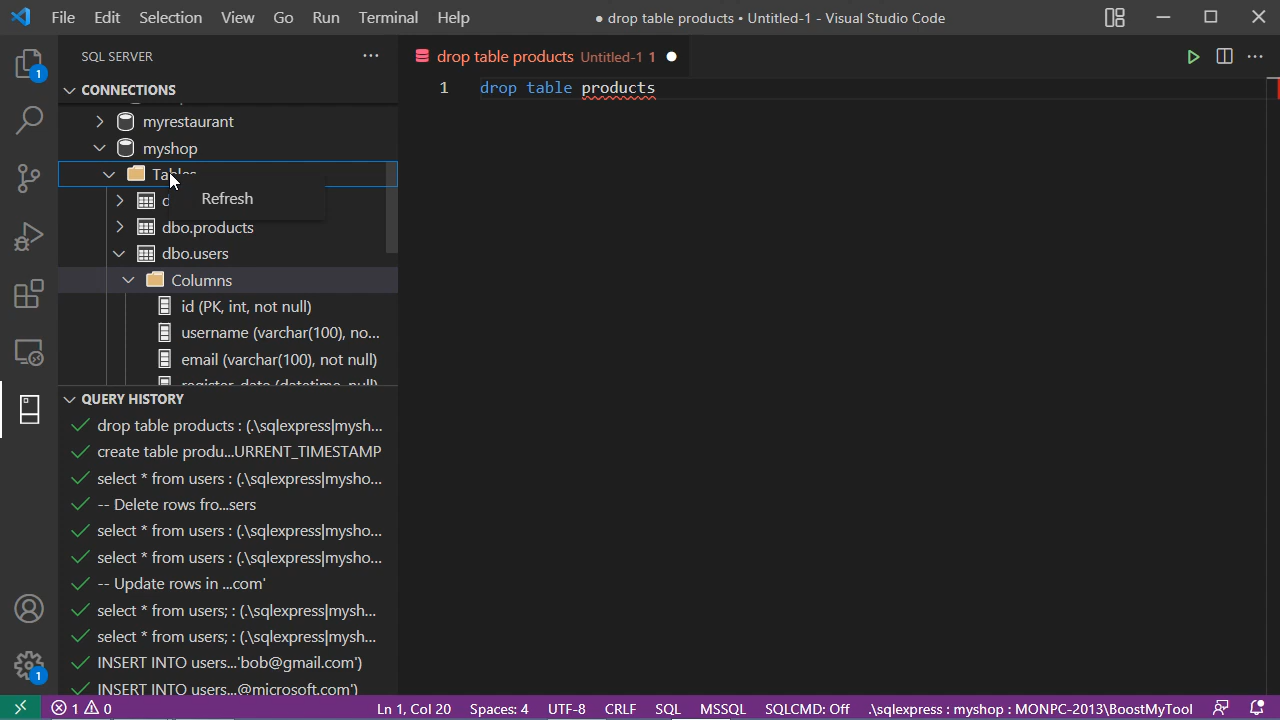 File Edit Selection View Go Run Terminal Help
● drop table products • Untitled-1 - Visual Studio Code
1
SQL SERVER
drop table products Untitled-1 1
CONNECTIONS
1 drop table products
myrestaurant
myshop
Refresh
dbo.products
dbo.users
Columns
id (PK, int, not null)
username (varchar(100), no...
email (varchar(100), not null)
register_date (datetime, null)
QUERY HISTORY
drop table products : (.\sqlexpress|mysh...
create table produ...URRENT_TIMESTAMP
select * from users : (.\sqlexpress|mysho...
-- Delete rows fro...sers
select * from users : (.\sqlexpress|mysho...
select * from users : (.\sqlexpress|mysho...
-- Update rows in ...com'
select * from users; : (.\sqlexpress|mysh...
select * from users; : (.\sqlexpress|mysh...
INSERT INTO users...'bob@gmail.com')
INSERT INTO users...@microsoft.com')
1
1 0
Ln 1, Col 20 Spaces: 4 UTF-8 CRLF SQL MSSQL SQLCMD: Off .\sqlexpress : myshop : MONPC-2013\BoostMyTool